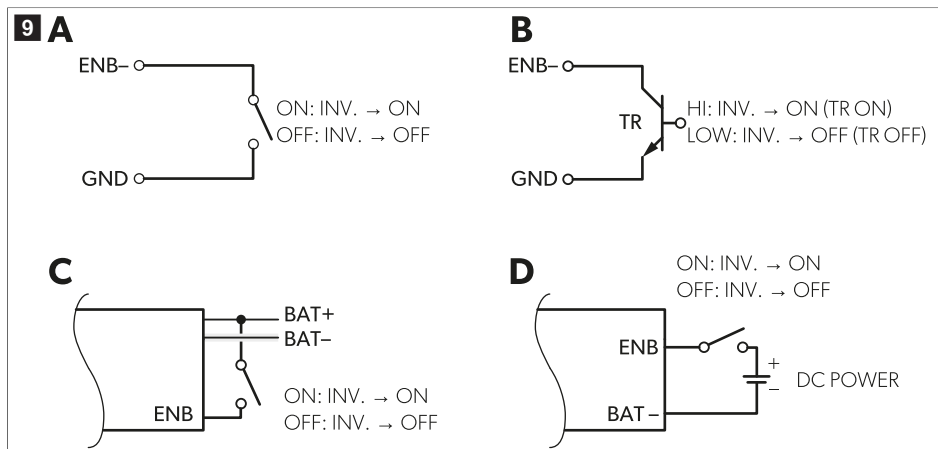 9 A
ENB–
ON: INV. → ON
OFF: INV. → OFF
GND
B
ENB–
TR
HI: INV. → ON (TR ON)
LOW: INV. → OFF (TR OFF)
GND
C
BAT+
BAT–
ENB
ON: INV. → ON
OFF: INV. → OFF
D
ON: INV. → ON
OFF: INV. → OFF
ENB
+
–
DC POWER
BAT –